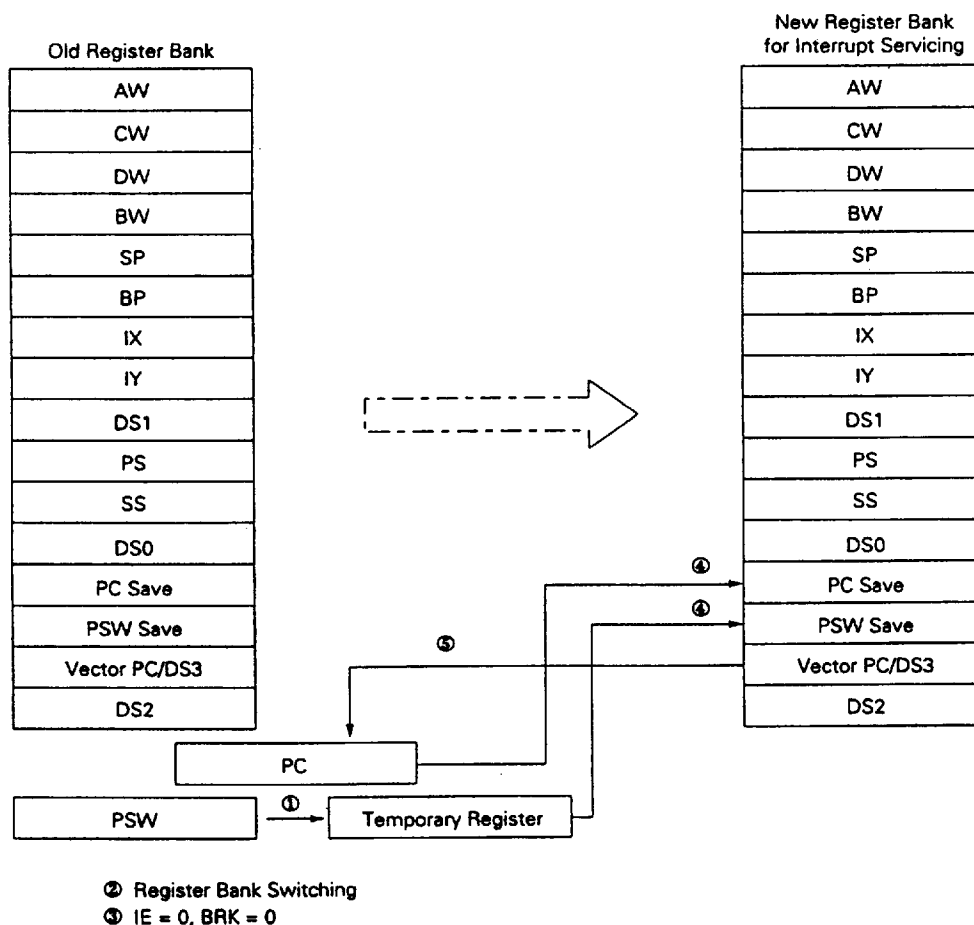 Old Register Bank
AW
CW
DW
BW
SP
BP
IX
IY
DS1
PS
SS
DS0
PC Save
PSW Save
Vector PC/DS3
DS2
New Register Bank
for Interrupt Servicing
AW
CW
DW
BW
SP
BP
IX
IY
DS1
PS
SS
DS0
PC Save
PSW Save
Vector PC/DS3
DS2
④
④
⑤
PC
PSW
①
Temporary Register
② Register Bank Switching
③ IE = 0, BRK = 0